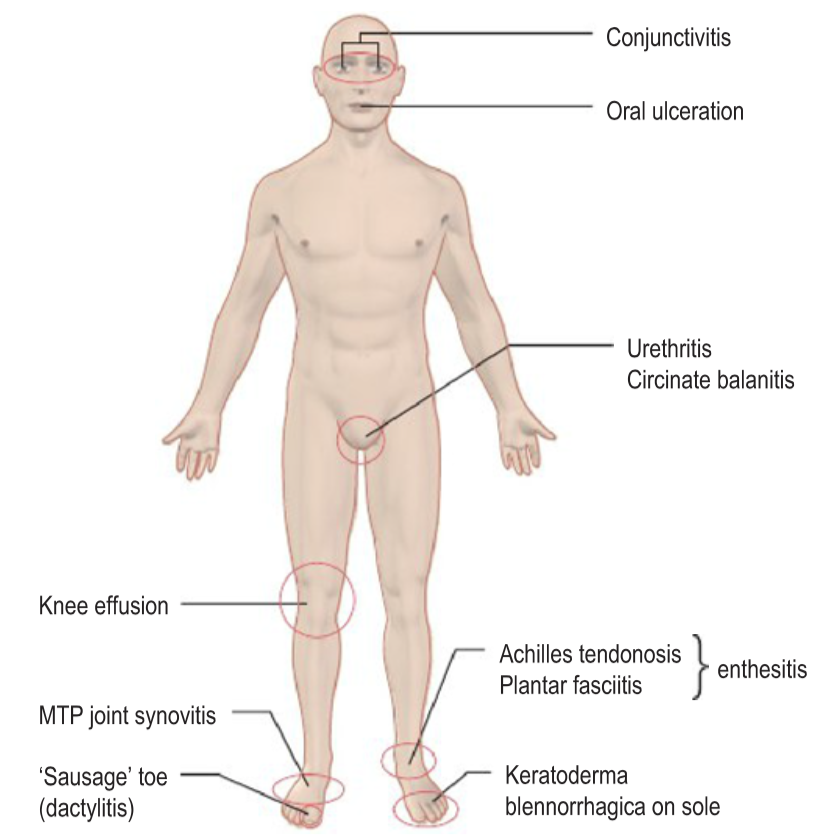 Conjunctivitis
Oral ulceration
Urethritis
Circinate balanitis
Knee effusion
Achilles tendonosis
Plantar fasciitis
enthesitis
MTP joint synovitis
‘Sausage’ toe
(dactylitis)
Keratoderma
blennorrhagica on sole